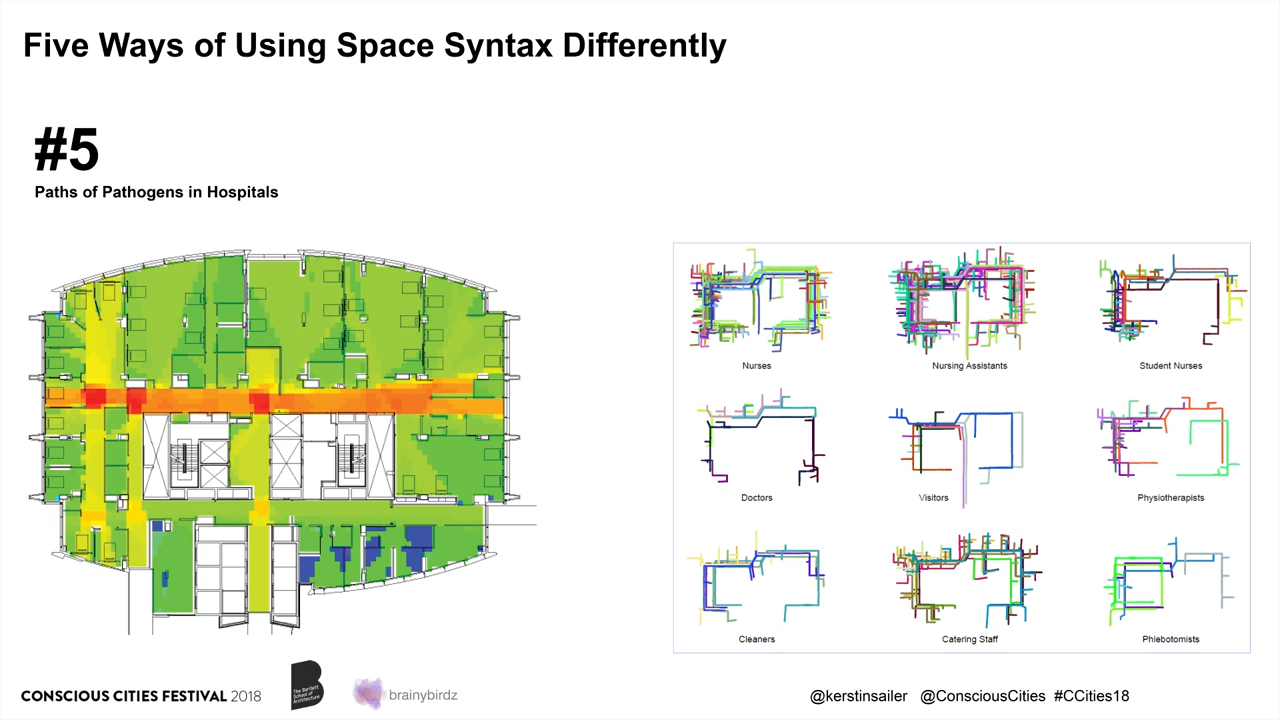 Five Ways of Using Space Syntax Differently
#5
Paths of Pathogens in Hospitals
Nurses
Nursing Assistants
Student Nurses
Doctors
Visitors
Physiotherapists
Cleaners
Catering Staff
Phlebotomists
CONSCIOUS CITIES FESTIVAL 2018
The Bartlett
School of
Architecture
brainybirdz
@kerstinsailer @ConsciousCities #CCities18